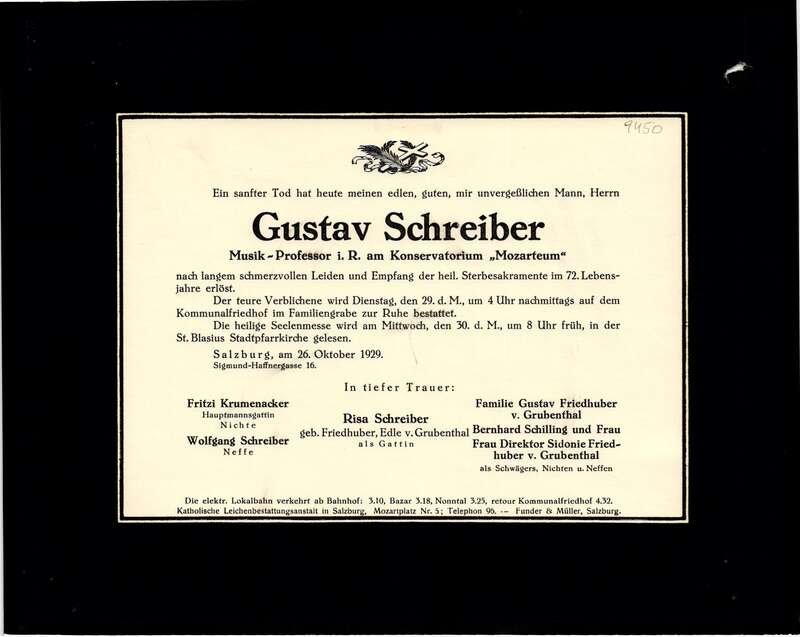 9450
Ein sanfter Tod hat heute meinen edlen, guten, mir unvergeßlichen Mann, Herrn
Gustav Schreiber
Musik-Professor i. R. am Konservatorium „Mozarteum“
nach langem schmerzvollen Leiden und Empfang der heil. Sterbesakramente im 72. Lebens-
jahre erlöst.
Der teure Verblichene wird Dienstag, den 29. d. M., um 4 Uhr nachmittags auf dem
Kommunalfriedhof im Familiengrabe zur Ruhe bestattet.
Die heilige Seelenmesse wird am Mittwoch, den 30. d. M., um 8 Uhr früh, in der
St. Blasius Stadtpfarrkirche gelesen.
Salzburg, am 26. Oktober 1929.
Sigmund-Haffnergasse 16.
In tiefer Trauer:
Fritzi Krumenacker
Hauptmannsgattin
Nichte
Wolfgang Schreiber
Neffe
Risa Schreiber
geb. Friedhuber, Edle v. Grubenthal
als Gattin
Familie Gustav Friedhuber
v. Grubenthal
Bernhard Schilling und Frau
Frau Direktor Sidonie Fried-
huber v. Grubenthal
als Schwägers, Nichten u. Neffen
Die elektr. Lokalbahn verkehrt ab Bahnhof: 3.10, Bazar 3.18, Nonntal 3.25, retour Kommunalfriedhof 4.32.
Katholische Leichenbestattungsanstalt in Salzburg, Mozartplatz Nr. 5; Telephon 96. -- Funder & Müller, Salzburg.